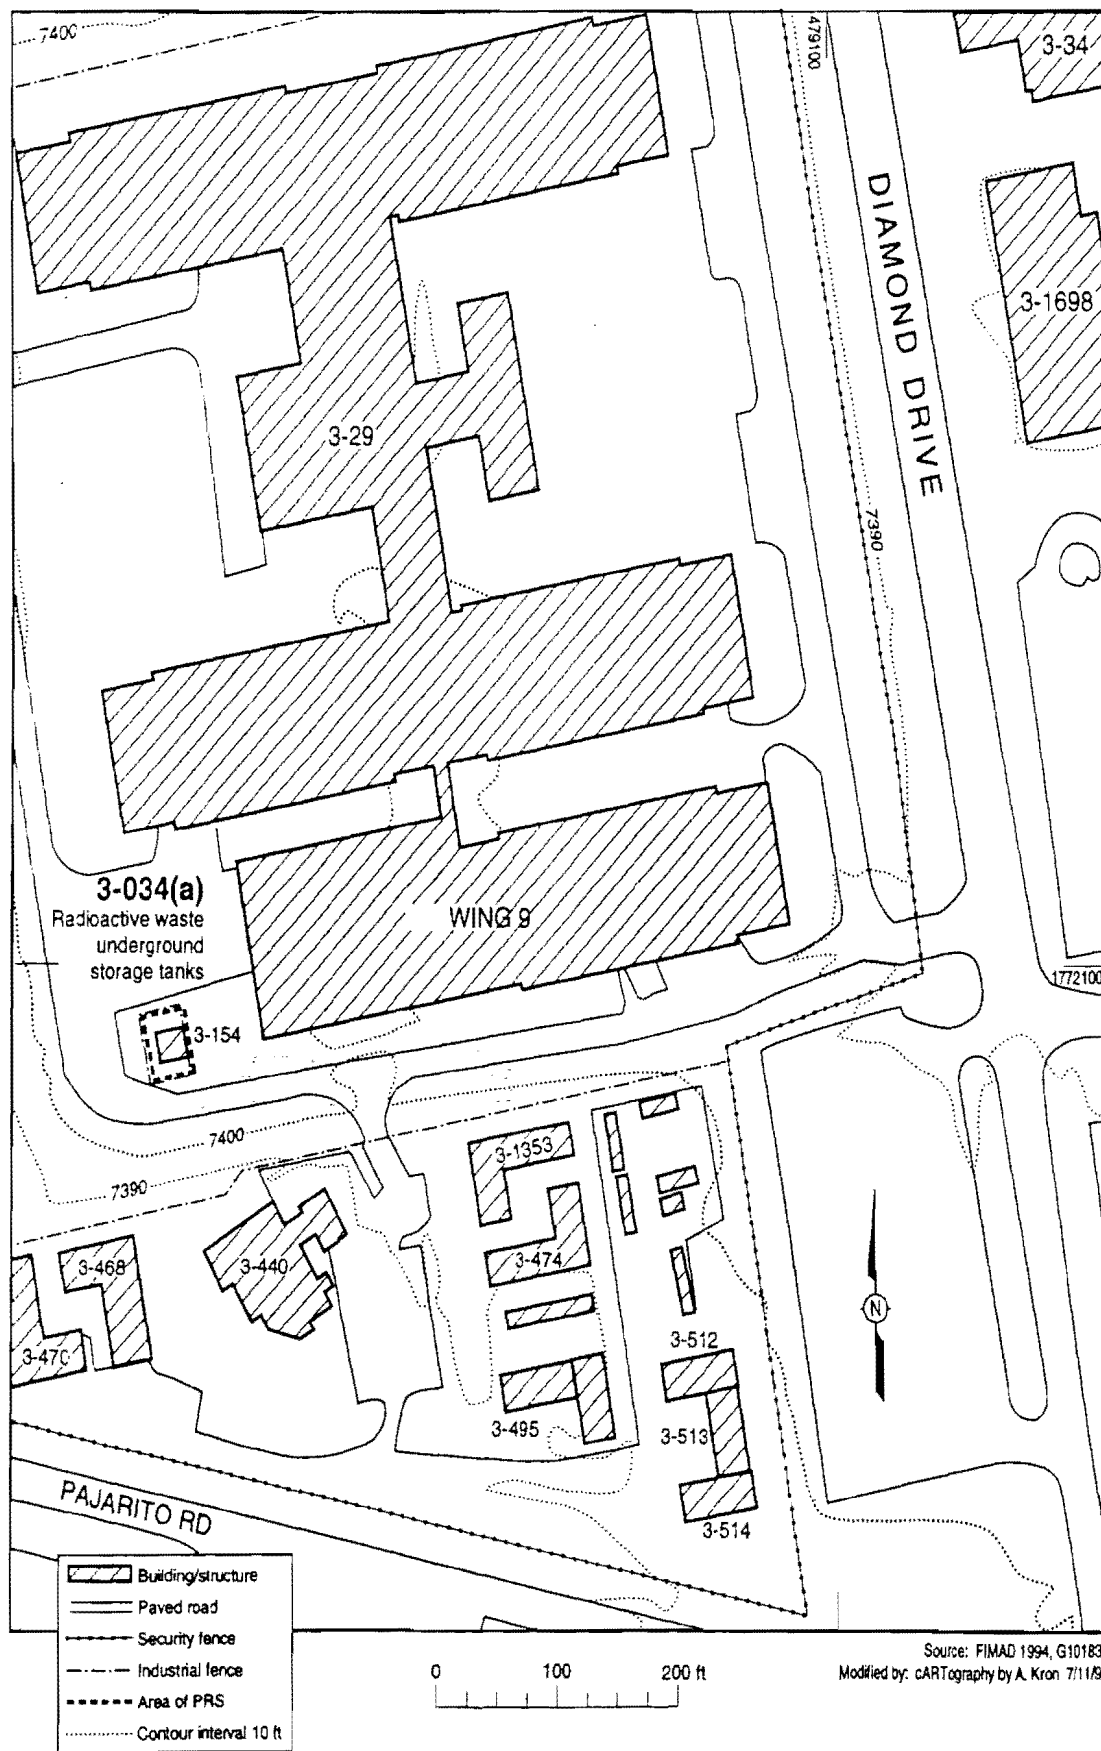 7400
479100
3-34
DIAMOND DRIVE
3-1698
3-29
7390
3-034(a)
Radioactive waste
underground
storage tanks
WING 9
1772100
3-154
7400
3-1353
7390
3-468
3-440
3-474
N
3-470
3-512
3-495
3-513
PAJARITO RD
3-514
Building/structure
Paved road
Security fence
Industrial fence
Area of PRS
Contour interval 10 ft
0 100 200 ft
Source: FIMAD 1994, G10183
Modified by: cARTography by A. Kron 7/11/9